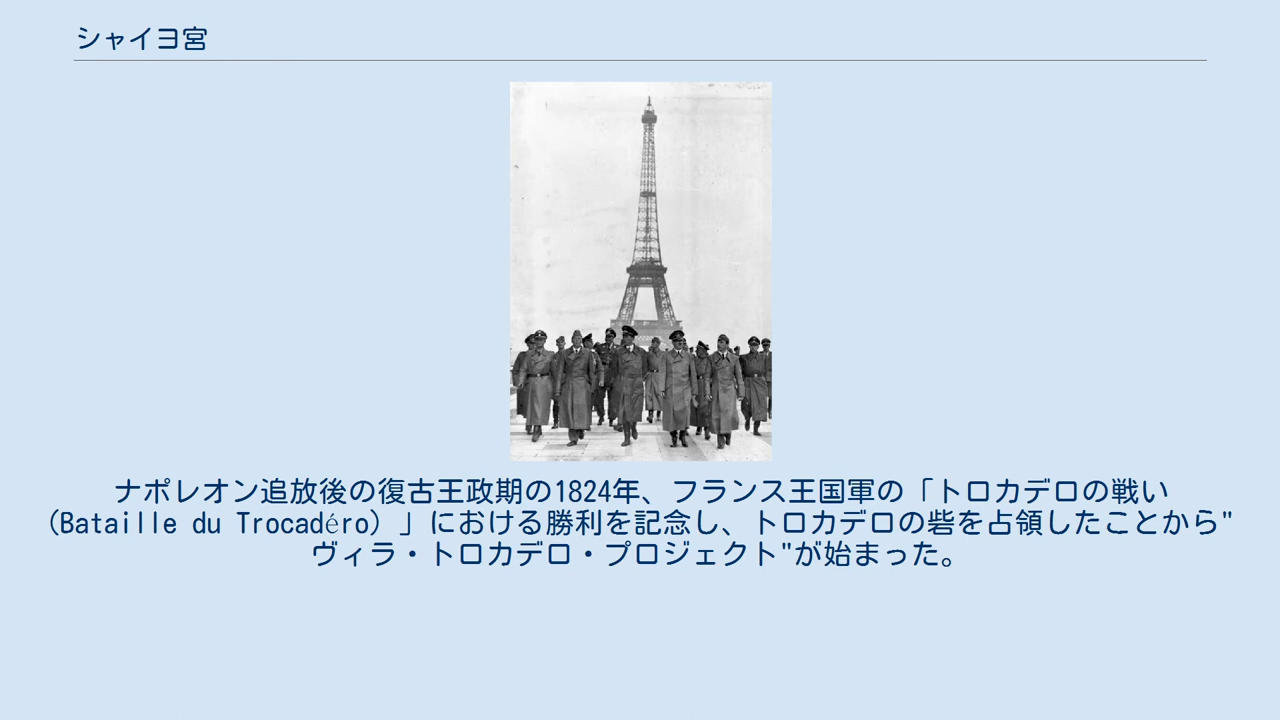 シャイヨ宮
ナポレオン追放後の復古王政期の1824年、フランス王国軍の「トロカデロの戦い
（Bataille du Trocadéro）」における勝利を記念し、トロカデロの砦を占領したことから"
ヴィラ・トロカデロ・プロジェクト"が始まった。